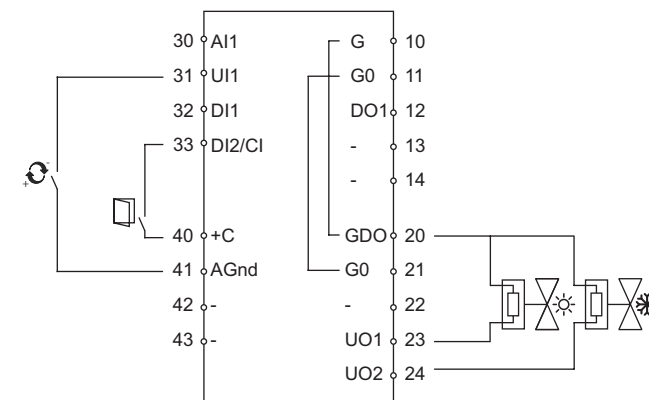 30 AI1 G 10
31 UI1 G0 11
32 DI1 DO1 12
33 DI2/CI - 13
- 14
40 +C GDO 20
41 AGnd G0 21
42 - - 22
43 - UO1 23
UO2 24
+ -